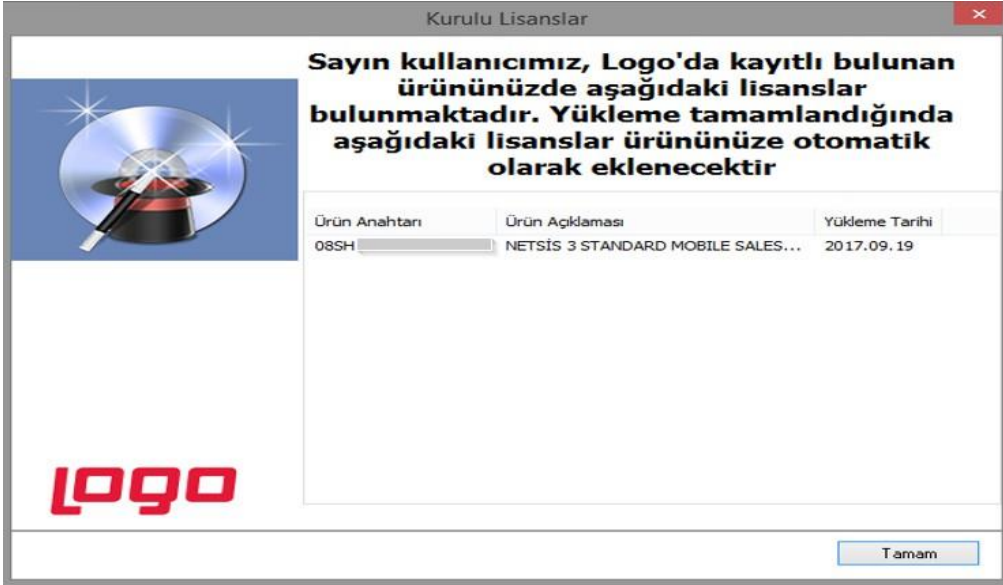 Kurulu Lisanslar
Sayın kullanıcımız, Logo'da kayıtlı bulunan
ürününüzde aşağıdaki lisanslar
bulunmaktadır. Yükleme tamamlandığında
aşağıdaki lisanslar ürününüze otomatik
olarak eklenecektir
Ürün Anahtarı Ürün Açıklaması Yükleme Tarihi
08SH NETSİS 3 STANDARD MOBILE SALES... 2017.09.19
Logo
Tamam